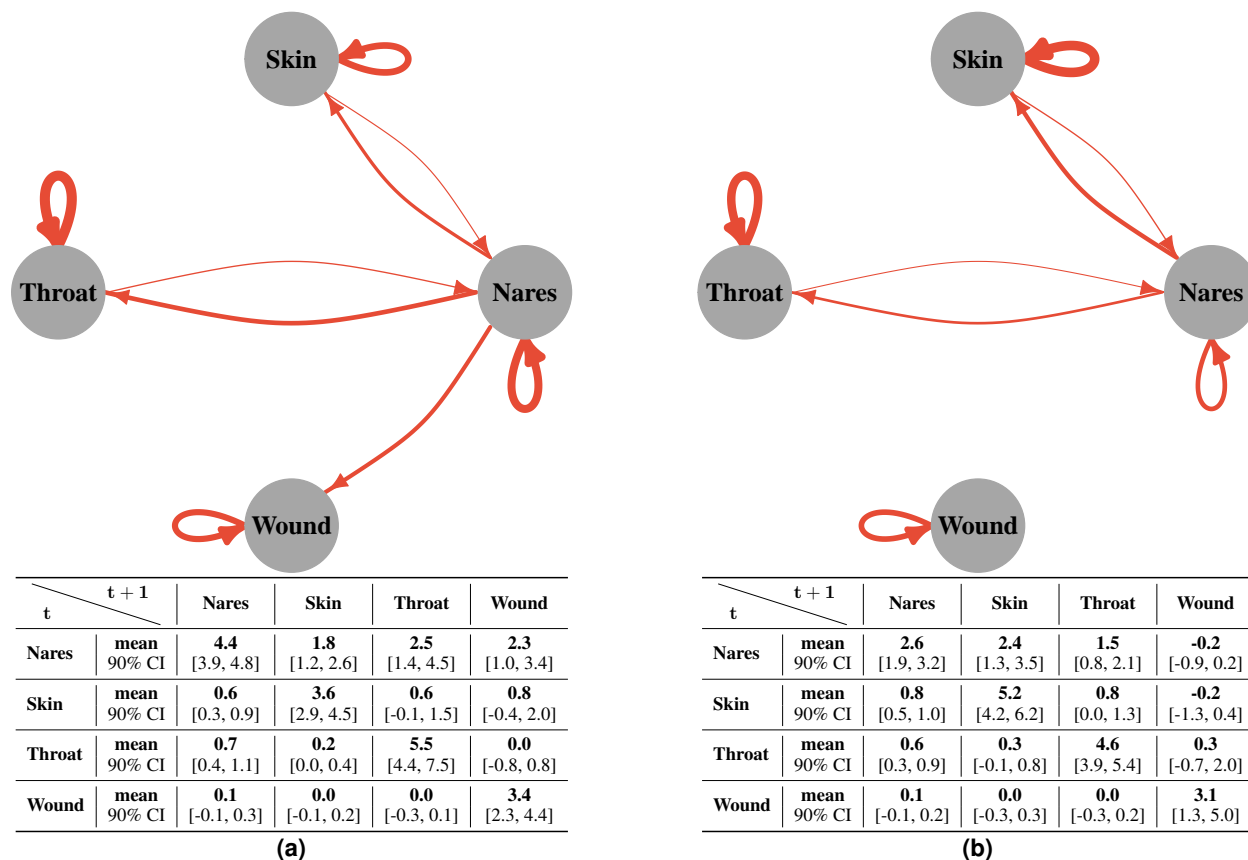 Skin
Throat
Nares
Wound
t + 1
t
Nares Skin Throat Wound
Nares mean 4.4 1.8 2.5 2.3
90% CI [3.9, 4.8] [1.2, 2.6] [1.4, 4.5] [1.0, 3.4]
Skin mean 0.6 3.6 0.6 0.8
90% CI [0.3, 0.9] [2.9, 4.5] [-0.1, 1.5] [-0.4, 2.0]
Throat mean 0.7 0.2 5.5 0.0
90% CI [0.4, 1.1] [0.0, 0.4] [4.4, 7.5] [-0.8, 0.8]
Wound mean 0.1 0.0 0.0 3.4
90% CI [-0.1, 0.3] [-0.1, 0.2] [-0.3, 0.1] [2.3, 4.4]
(a)
Skin
Throat
Nares
Wound
t + 1
t
Nares Skin Throat Wound
Nares mean 2.6 2.4 1.5 -0.2
90% CI [1.9, 3.2] [1.3, 3.5] [0.8, 2.1] [-0.9, 0.2]
Skin mean 0.8 5.2 0.8 -0.2
90% CI [0.5, 1.0] [4.2, 6.2] [0.0, 1.3] [-1.3, 0.4]
Throat mean 0.6 0.3 4.6 0.3
90% CI [0.3, 0.9] [-0.1, 0.8] [3.9, 5.4] [-0.7, 2.0]
Wound mean 0.1 0.0 0.0 3.1
90% CI [-0.1, 0.2] [-0.3, 0.3] [-0.3, 0.2] [1.3, 5.0]
(b)